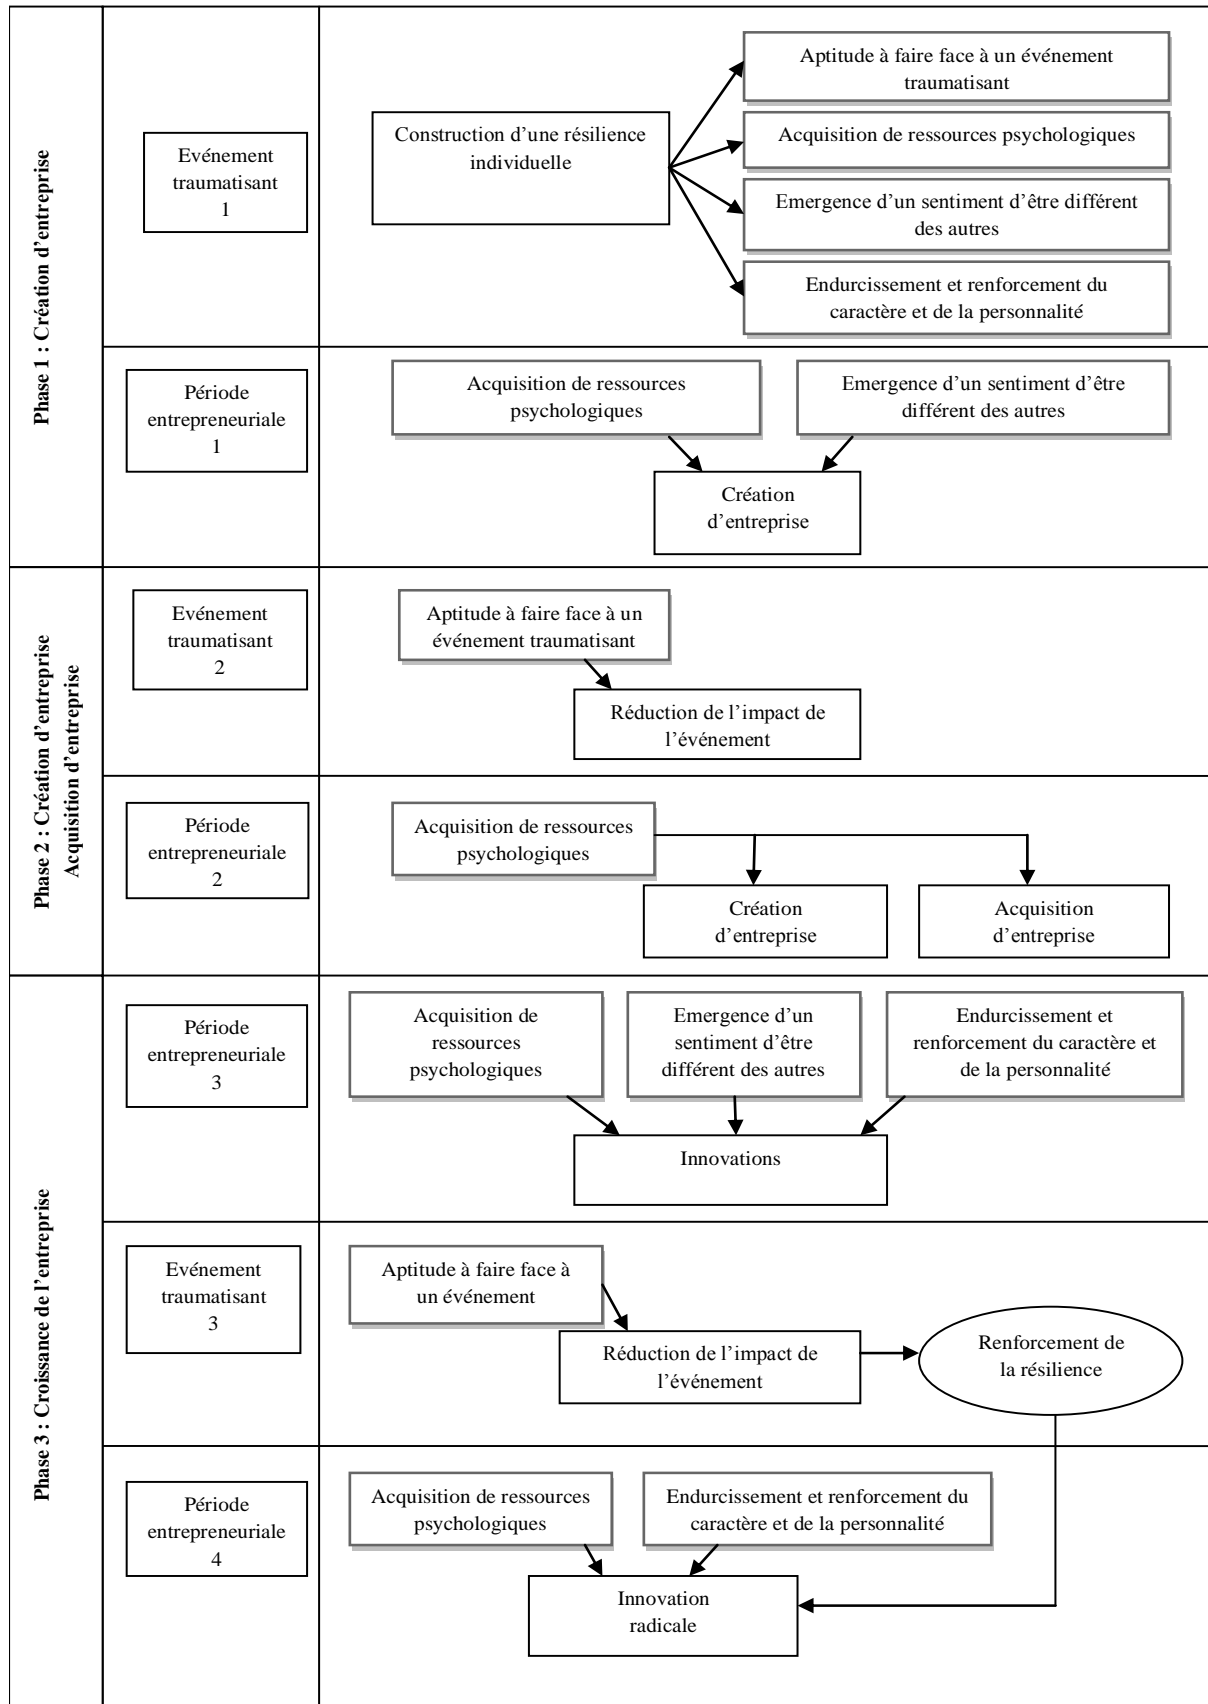 Phase 1 : Création d’entreprise
Evénement
traumatisant
1
Construction d’une résilience
individuelle
Aptitude à faire face à un événement
traumatisant
Acquisition de ressources psychologiques
Emergence d’un sentiment d’être différent
des autres
Endurcissement et renforcement du
caractère et de la personnalité
Période
entrepreneuriale
1
Acquisition de ressources
psychologiques
Emergence d’un sentiment d’être
différent des autres
Création
d’entreprise
Phase 2 : Création d’entreprise
Acquisition d’entreprise
Evénement
traumatisant
2
Aptitude à faire face à un
événement traumatisant
Réduction de l’impact de
l’événement
Période
entrepreneuriale
2
Acquisition de ressources
psychologiques
Création
d’entreprise
Acquisition
d’entreprise
Phase 3 : Croissance de l’entreprise
Période
entrepreneuriale
3
Acquisition de
ressources
psychologiques
Emergence d’un
sentiment d’être
différent des autres
Endurcissement et
renforcement du caractère et
de la personnalité
Innovations
Evénement
traumatisant
3
Aptitude à faire face à
un événement
Réduction de l’impact de
l’événement
Renforcement de
la résilience
Période
entrepreneuriale
4
Acquisition de ressources
psychologiques
Endurcissement et renforcement du
caractère et de la personnalité
Innovation
radicale